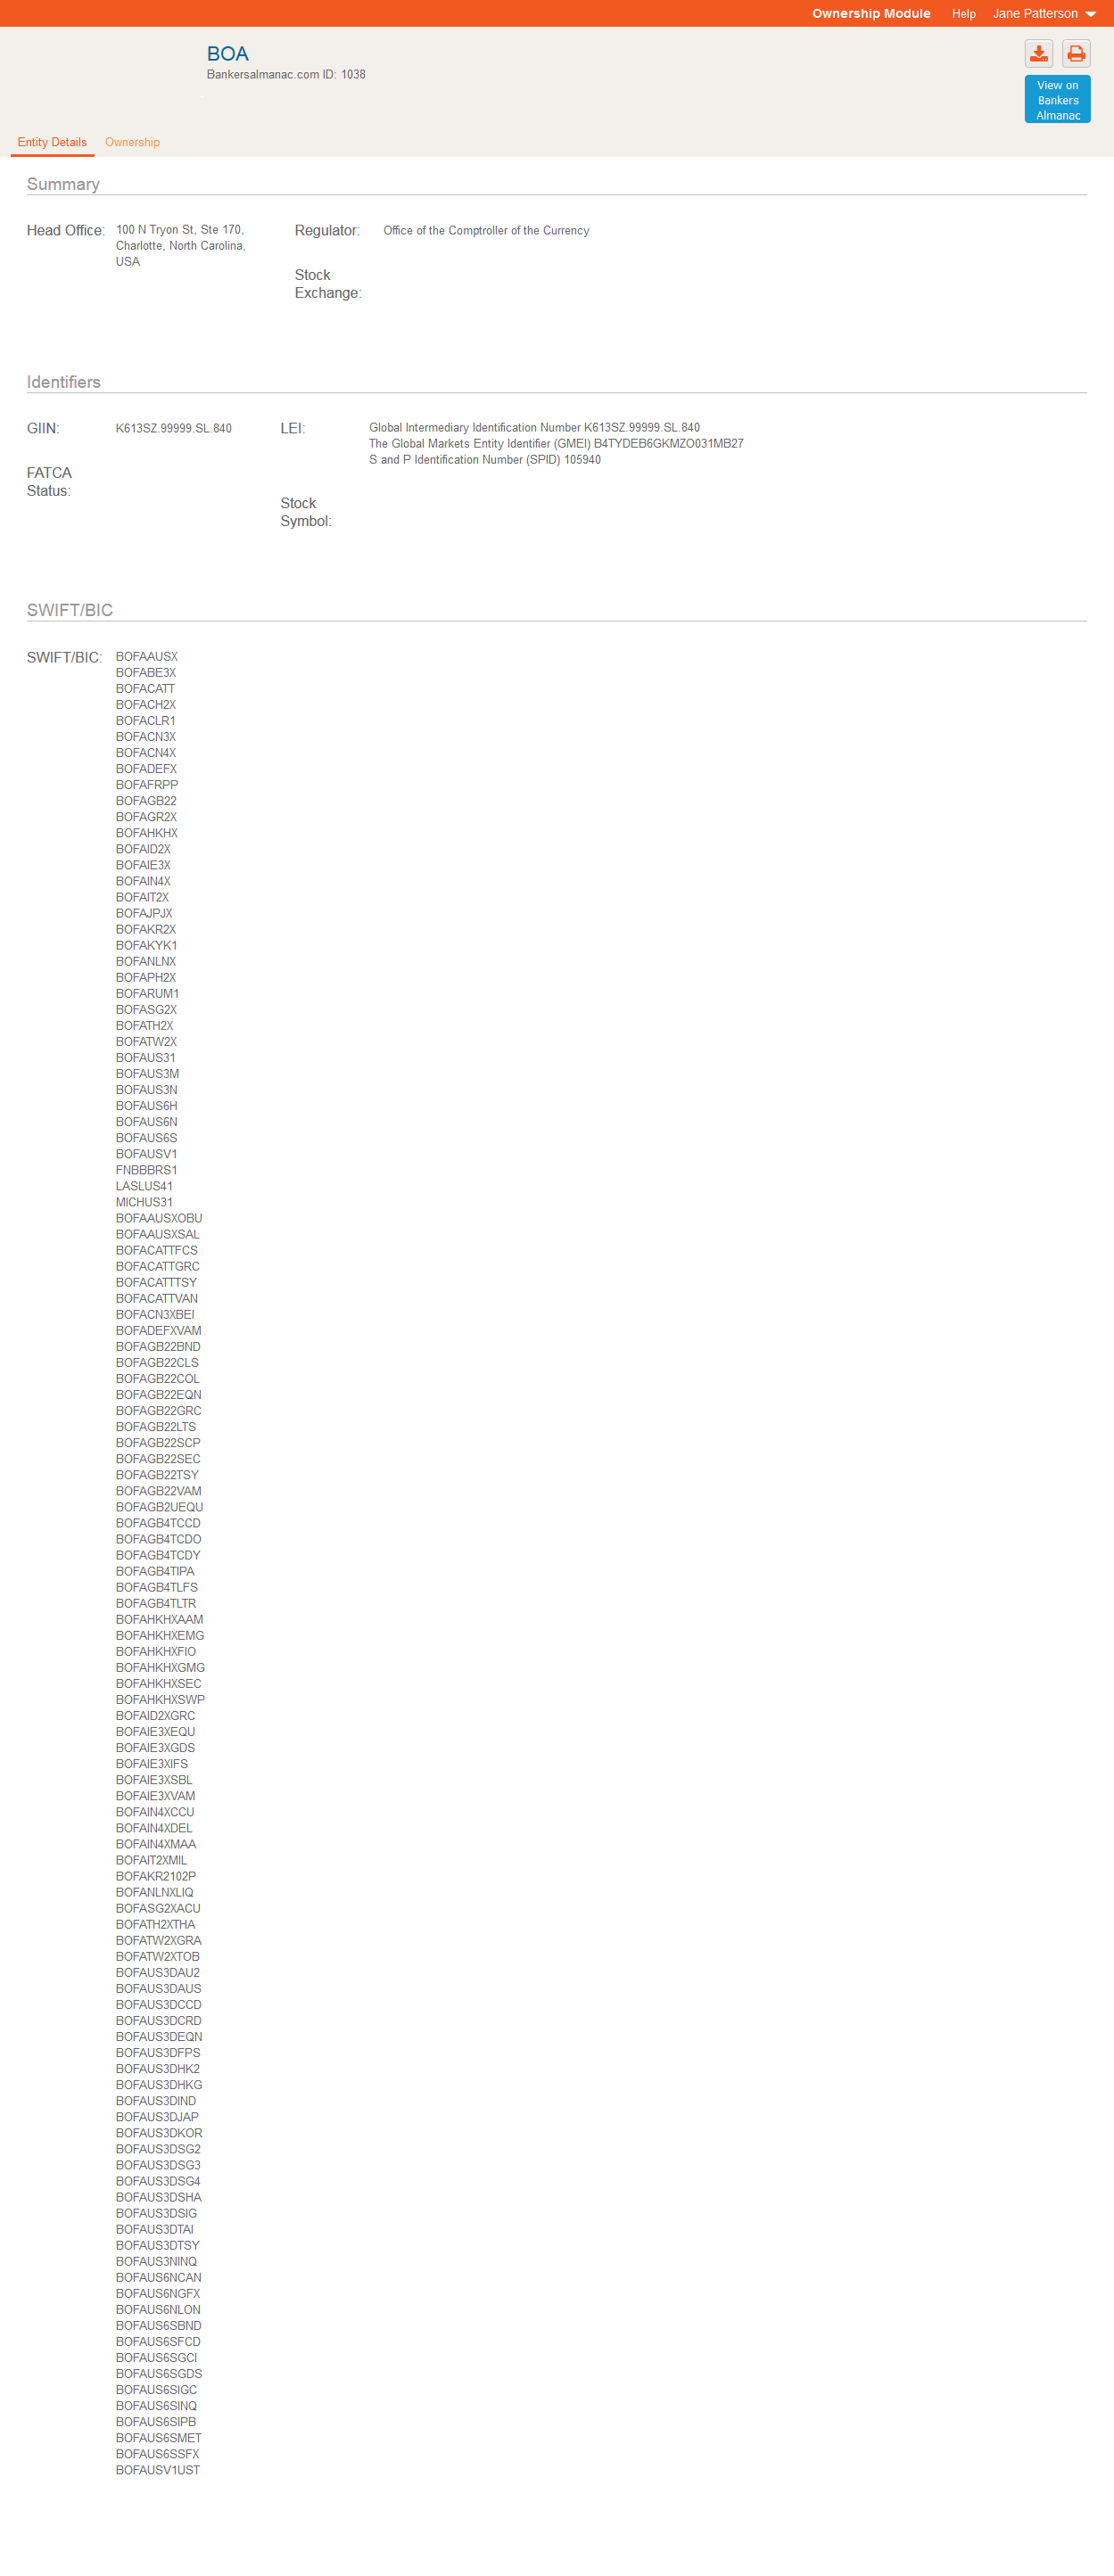 Ownership Module Help Jane Patterson
BOA
Bankersalmanac.com ID: 1038
View on
Bankers
Almanac
Entity Details Ownership
Summary
Head Office: 100 N Tryon St, Ste 170,
Charlotte, North Carolina,
USA
Regulator: Office of the Comptroller of the Currency
Stock
Exchange:
Identifiers
GIIN: K613SZ.99999.SL.840
FATCA
Status:
LEI: Global Intermediary Identification Number K613SZ.99999.SL.840
The Global Markets Entity Identifier (GMEI) B4TYDEB6GKMZO031MB27
S and P Identification Number (SPID) 105940
Stock
Symbol:
SWIFT/BIC
SWIFT/BIC: BOFAAUSX
BOFABE3X
BOFACATT
BOFACH2X
BOFACLR1
BOFACN3X
BOFACN4X
BOFADEFX
BOFAFRPP
BOFAGB22
BOFAGR2X
BOFAHKHX
BOFAID2X
BOFAIE3X
BOFAIN4X
BOFAIT2X
BOFAJPJX
BOFAKR2X
BOFAKYK1
BOFANLNX
BOFAPH2X
BOFARUM1
BOFASG2X
BOFATH2X
BOFATW2X
BOFAUS31
BOFAUS3M
BOFAUS3N
BOFAUS6H
BOFAUS6N
BOFAUS6S
BOFAUSV1
FNBBBRS1
LASLUS41
MICHUS31
BOFAAUSXOBU
BOFAAUSXSAL
BOFACATTFCS
BOFACATTGRC
BOFACATTTSY
BOFACATTVAN
BOFACN3XBEI
BOFADEFXVAM
BOFAGB22BND
BOFAGB22CLS
BOFAGB22COL
BOFAGB22EQN
BOFAGB22GRC
BOFAGB22LTS
BOFAGB22SCP
BOFAGB22SEC
BOFAGB22TSY
BOFAGB22VAM
BOFAGB2UEQU
BOFAGB4TCCD
BOFAGB4TCDO
BOFAGB4TCDY
BOFAGB4TIPA
BOFAGB4TLFS
BOFAGB4TLTR
BOFAHKHXAAM
BOFAHKHXEMG
BOFAHKHXFIO
BOFAHKHXGMG
BOFAHKHXSEC
BOFAHKHXSWP
BOFAID2XGRC
BOFAIE3XEQU
BOFAIE3XGDS
BOFAIE3XIFS
BOFAIE3XSBL
BOFAIE3XVAM
BOFAIN4XCCU
BOFAIN4XDEL
BOFAIN4XMAA
BOFAIT2XMIL
BOFAKR2102P
BOFANLNXLIQ
BOFASG2XACU
BOFATH2XTHA
BOFATW2XGRA
BOFATW2XTOB
BOFAUS3DAU2
BOFAUS3DAUS
BOFAUS3DCCD
BOFAUS3DCRD
BOFAUS3DEQN
BOFAUS3DFPS
BOFAUS3DHK2
BOFAUS3DHKG
BOFAUS3DIND
BOFAUS3DJAP
BOFAUS3DKOR
BOFAUS3DSG2
BOFAUS3DSG3
BOFAUS3DSG4
BOFAUS3DSHA
BOFAUS3DSIG
BOFAUS3DTAI
BOFAUS3DTSY
BOFAUS3NINQ
BOFAUS6NCAN
BOFAUS6NGFX
BOFAUS6NLON
BOFAUS6SBND
BOFAUS6SFCD
BOFAUS6SGCI
BOFAUS6SGDS
BOFAUS6SIGC
BOFAUS6SINQ
BOFAUS6SIPB
BOFAUS6SMET
BOFAUS6SSFX
BOFAUSV1UST